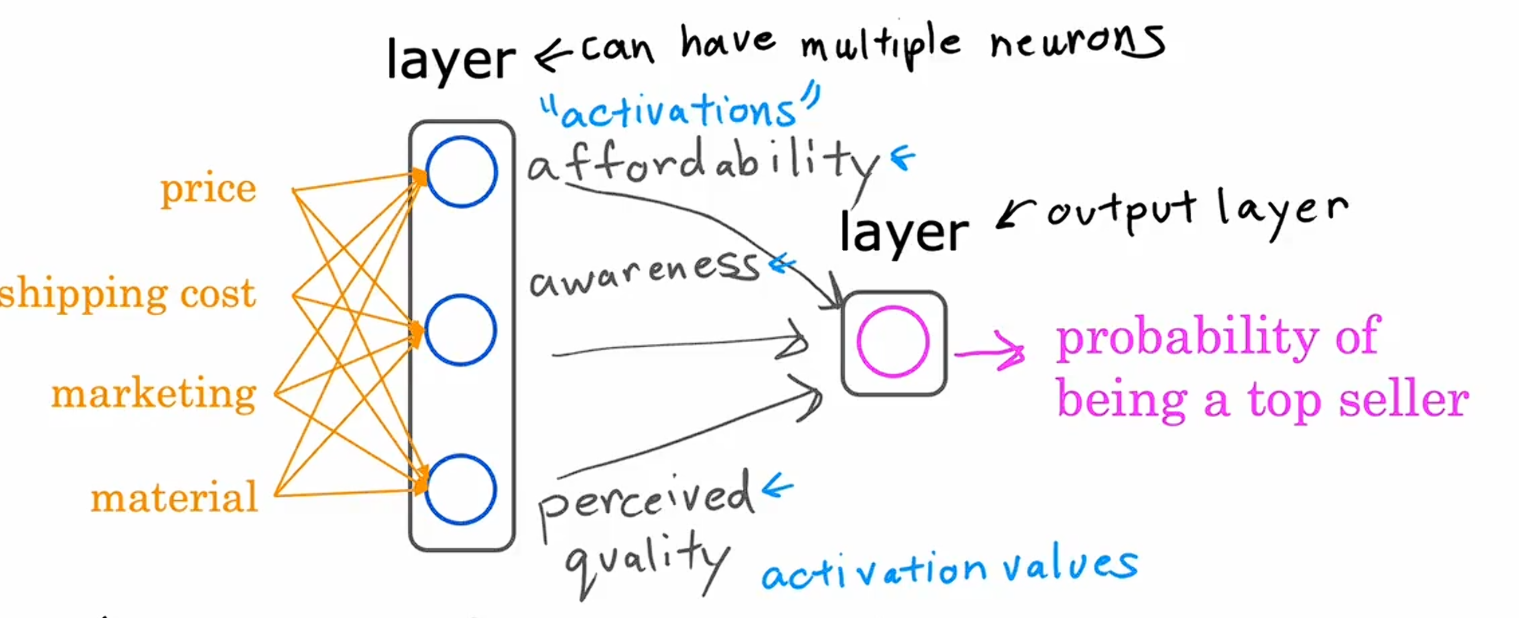 layer ← can have multiple neurons
"activations"
affordability ←
price
layer ← output layer
awareness ←
shipping cost
probability of
being a top seller
marketing
material
perceived ←
quality
activation values